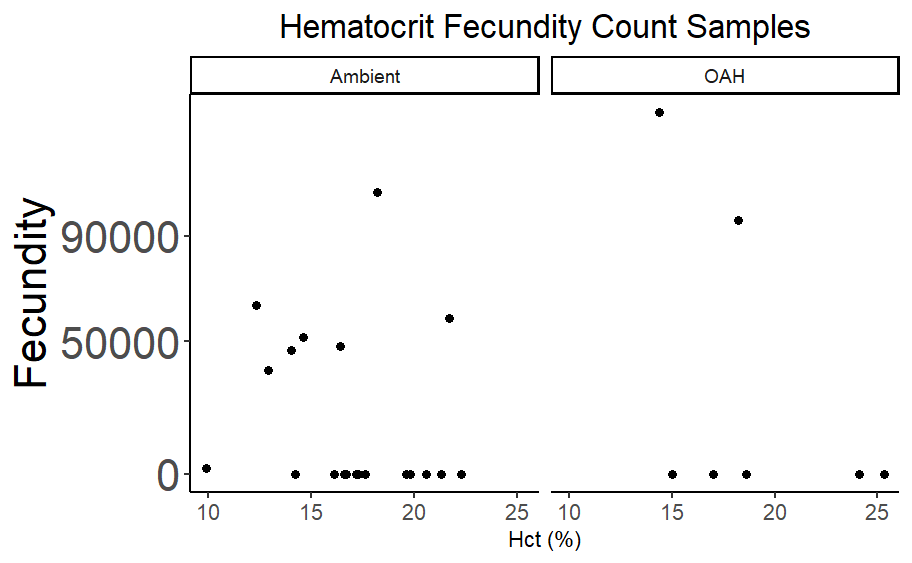 Hematocrit Fecundity Count Samples
Ambient OAH
Fecundity
90000
50000
0
10 15 20 25 10 15 20 25
Hct (%)